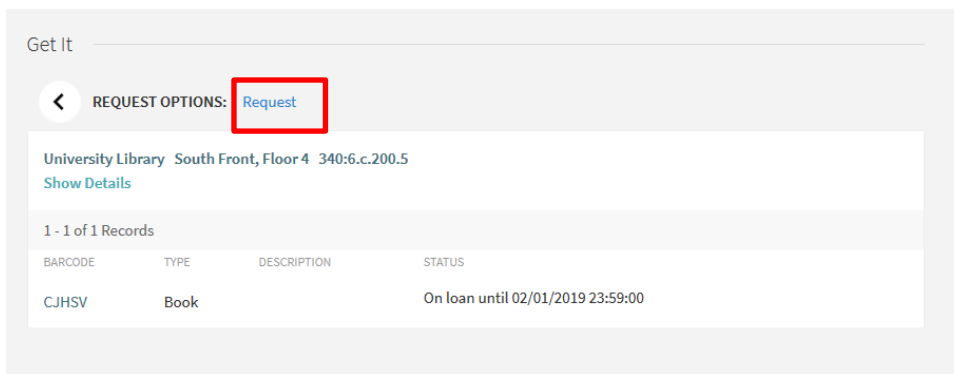 Get It
REQUEST OPTIONS: Request
University Library South Front, Floor 4 340:6.c.200.5
Show Details
1 - 1 of 1 Records
BARCODE TYPE DESCRIPTION STATUS
CJHSV Book On loan until 02/01/2019 23:59:00